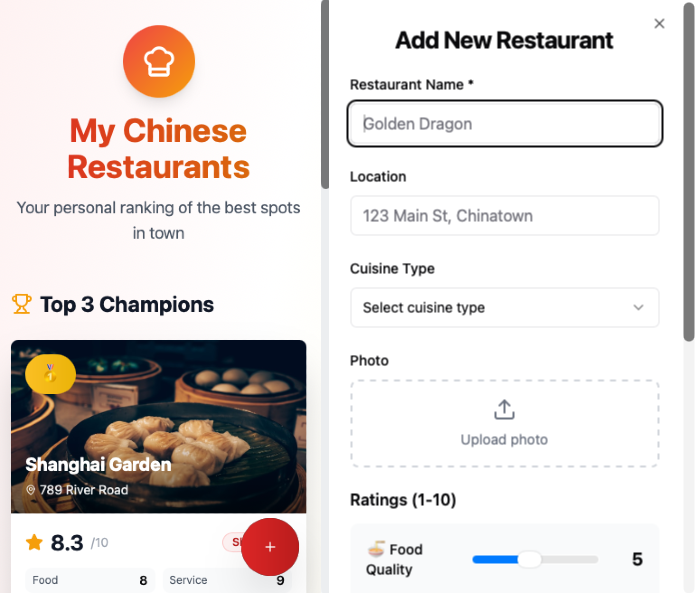 My Chinese
Restaurants
Your personal ranking of the best spots
in town
Top 3 Champions
Shanghai Garden
789 River Road
8.3 /10
+
Food 8 Service 9
Add New Restaurant
Restaurant Name *
Golden Dragon
Location
123 Main St, Chinatown
Cuisine Type
Select cuisine type
Photo
Upload photo
Ratings (1-10)
Food
Quality
5